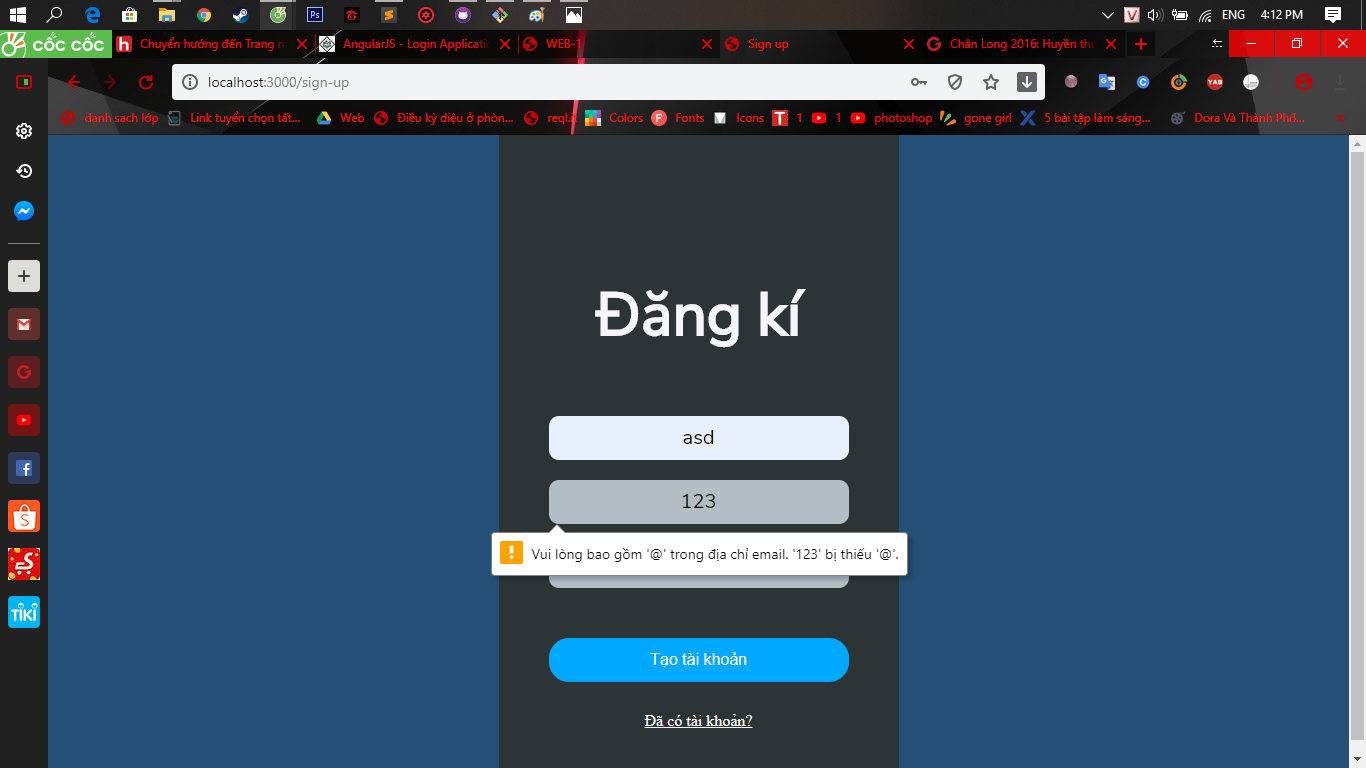 ENG 4:12 PM
cốc cốc
Chuyển hướng đến Trang
AngularJS - Login Applicatio
WEB-1
Sign up
Chân Long 2016: Huyền tho
localhost:3000/sign-up
YAB
danh sach lớp
Link tuyển chọn tất...
Web
Điều kỳ diệu ở phòn...
reql.i
Colors
Fonts
Icons
1
1
photoshop
gone girl
5 bài tập làm sáng...
Dora Và Thành Phố...
Đăng kí
asd
123
Vui lòng bao gồm '@' trong địa chỉ email. '123' bị thiếu '@'.
Tạo tài khoản
Đã có tài khoản?
TIKI